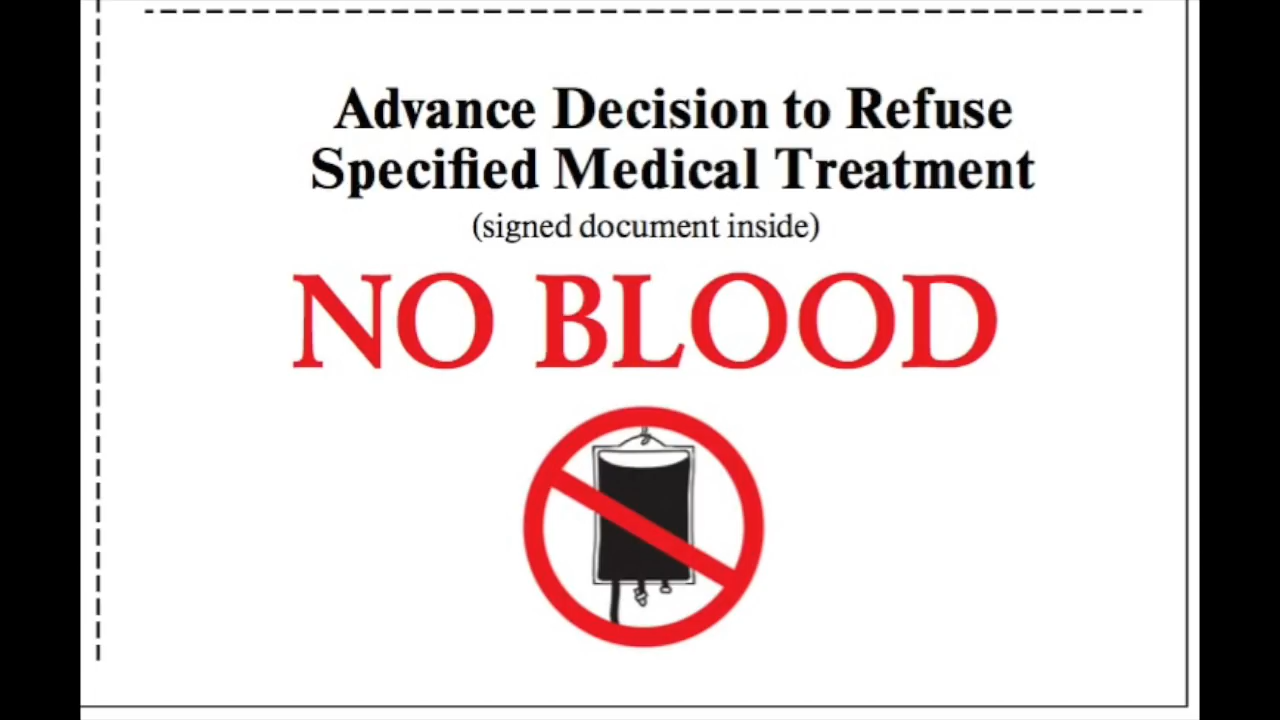 Advance Decision to Refuse
Specified Medical Treatment
(signed document inside)
NO BLOOD